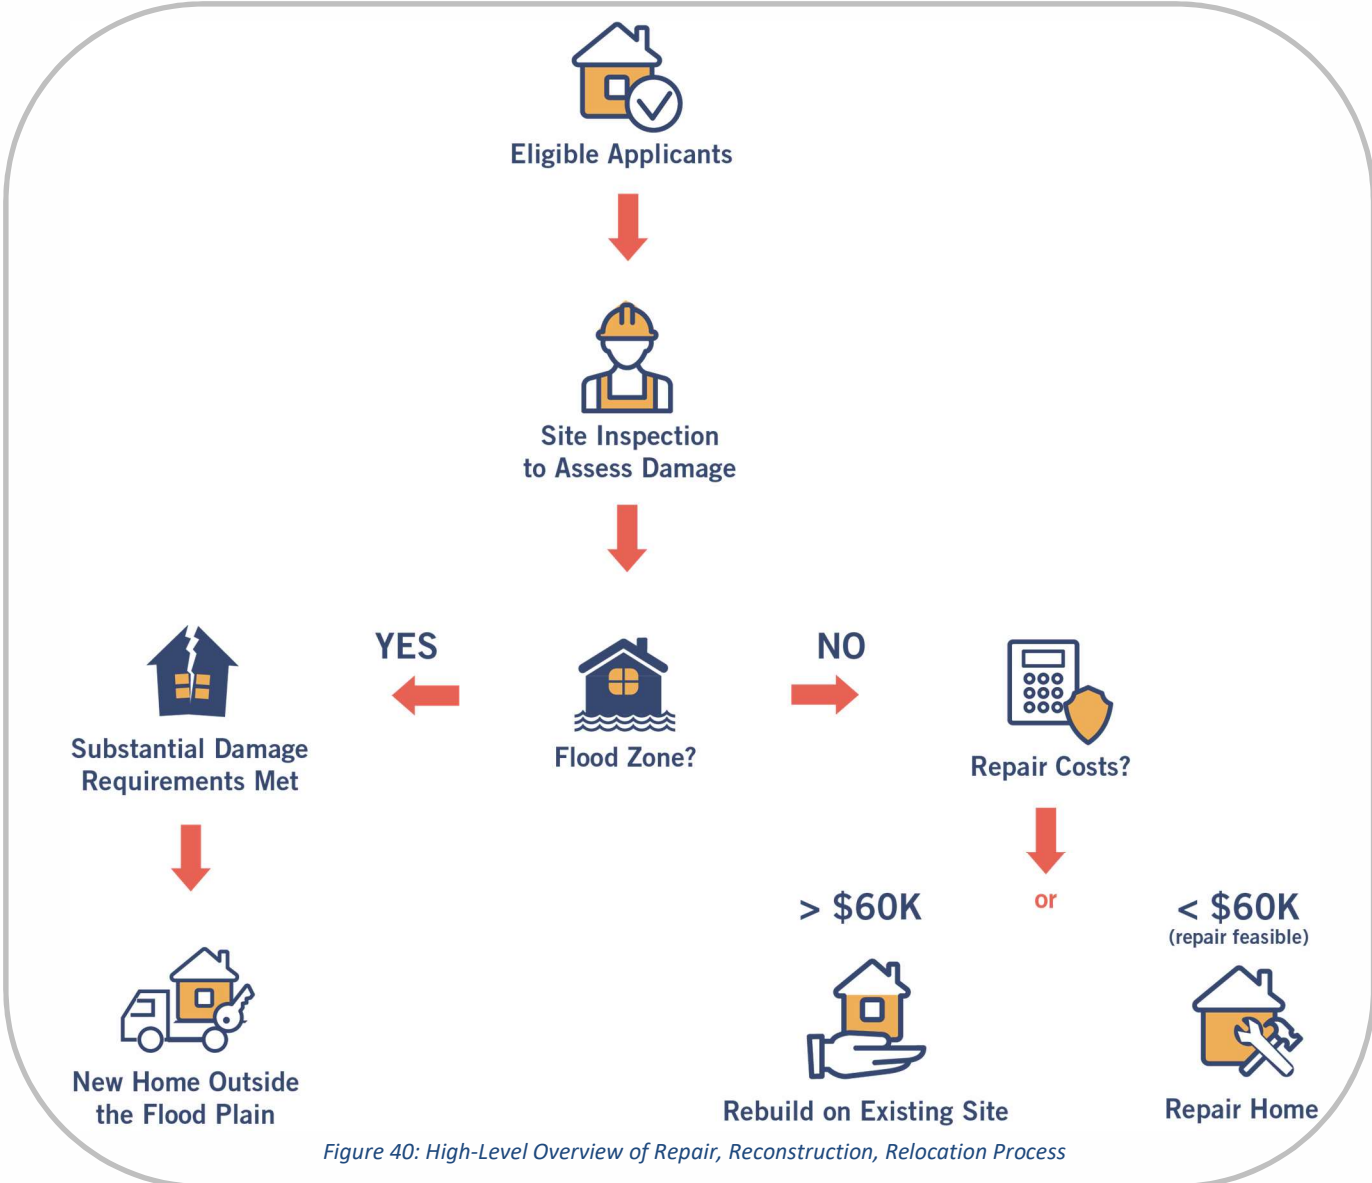 Eligible Applicants
Site Inspection
to Assess Damage
YES
NO
Substantial Damage
Requirements Met
Flood Zone?
Repair Costs?
or
> $60K
< $60K
(repair feasible)
New Home Outside
the Flood Plain
Rebuild on Existing Site
Repair Home
Figure 40: High-Level Overview of Repair, Reconstruction, Relocation Process